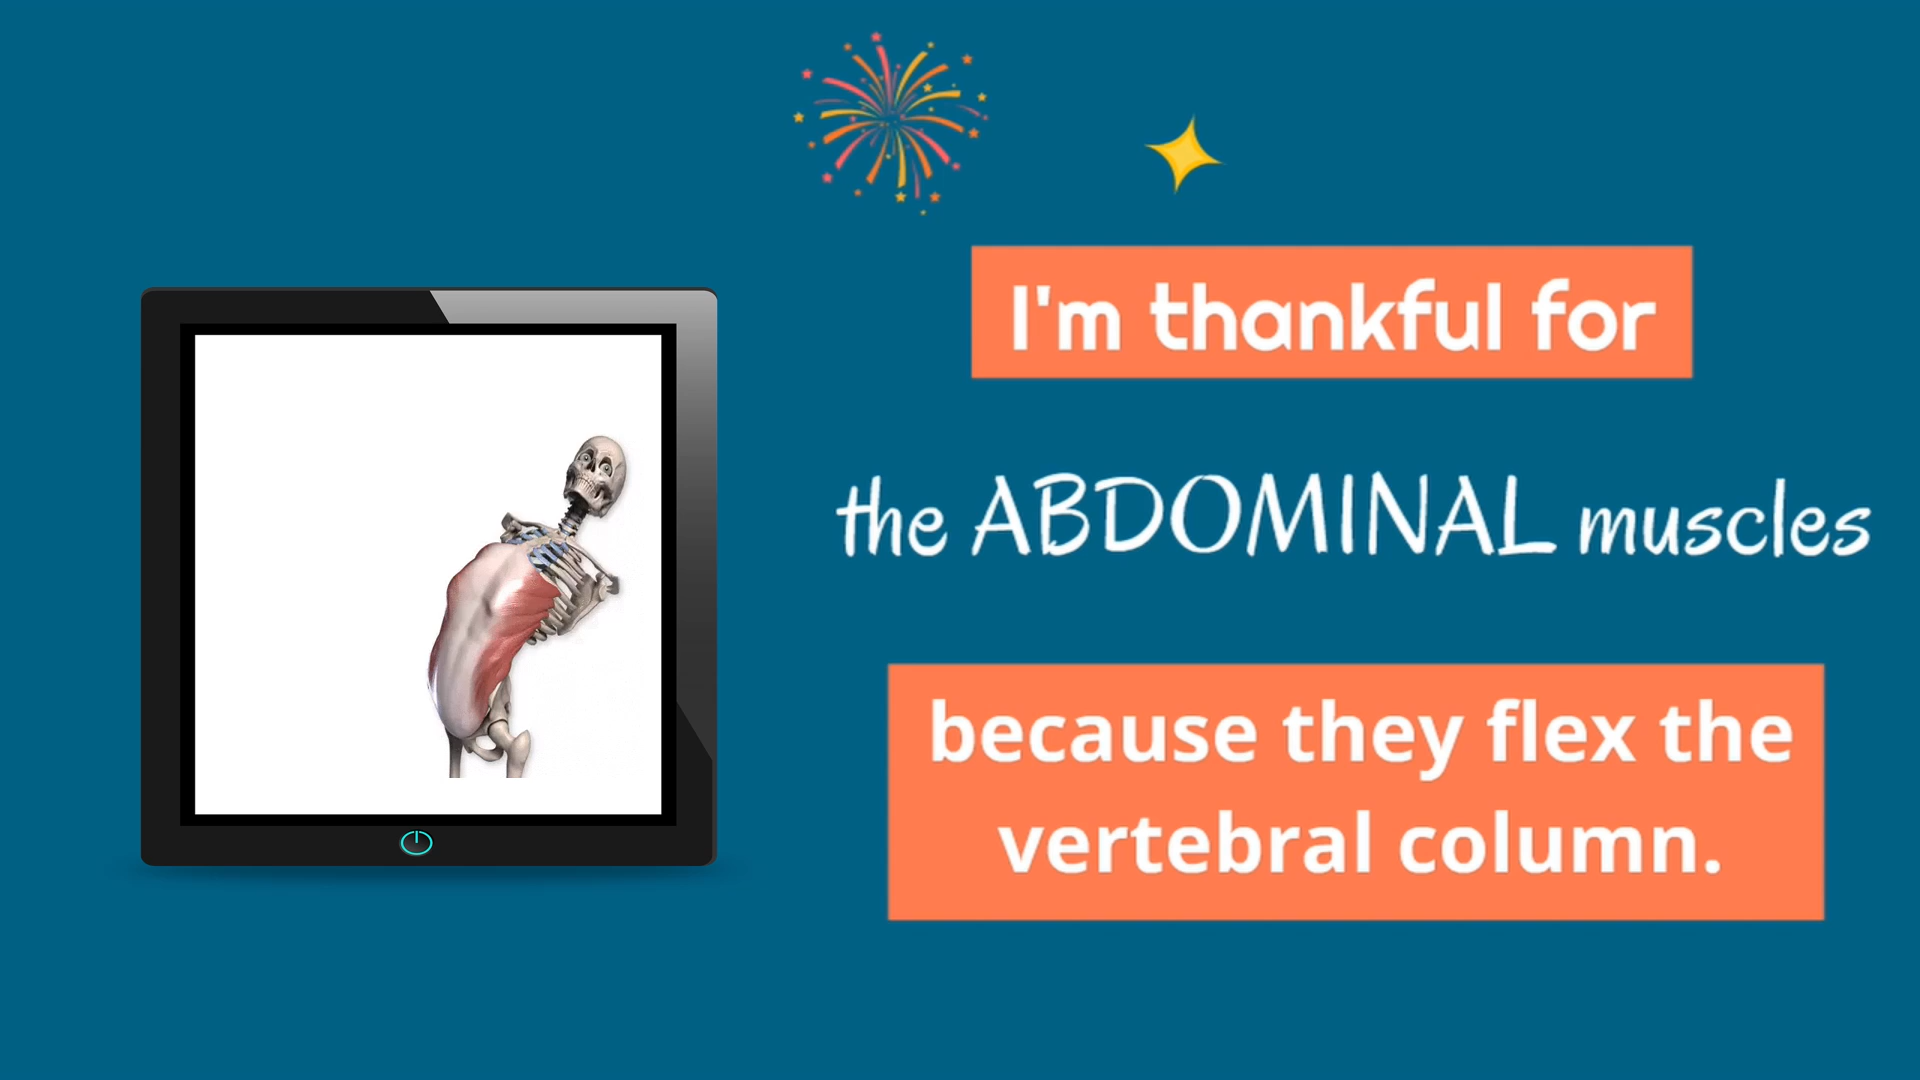 I'm thankful for
the ABDOMINAL muscles
because they flex the
vertebral column.